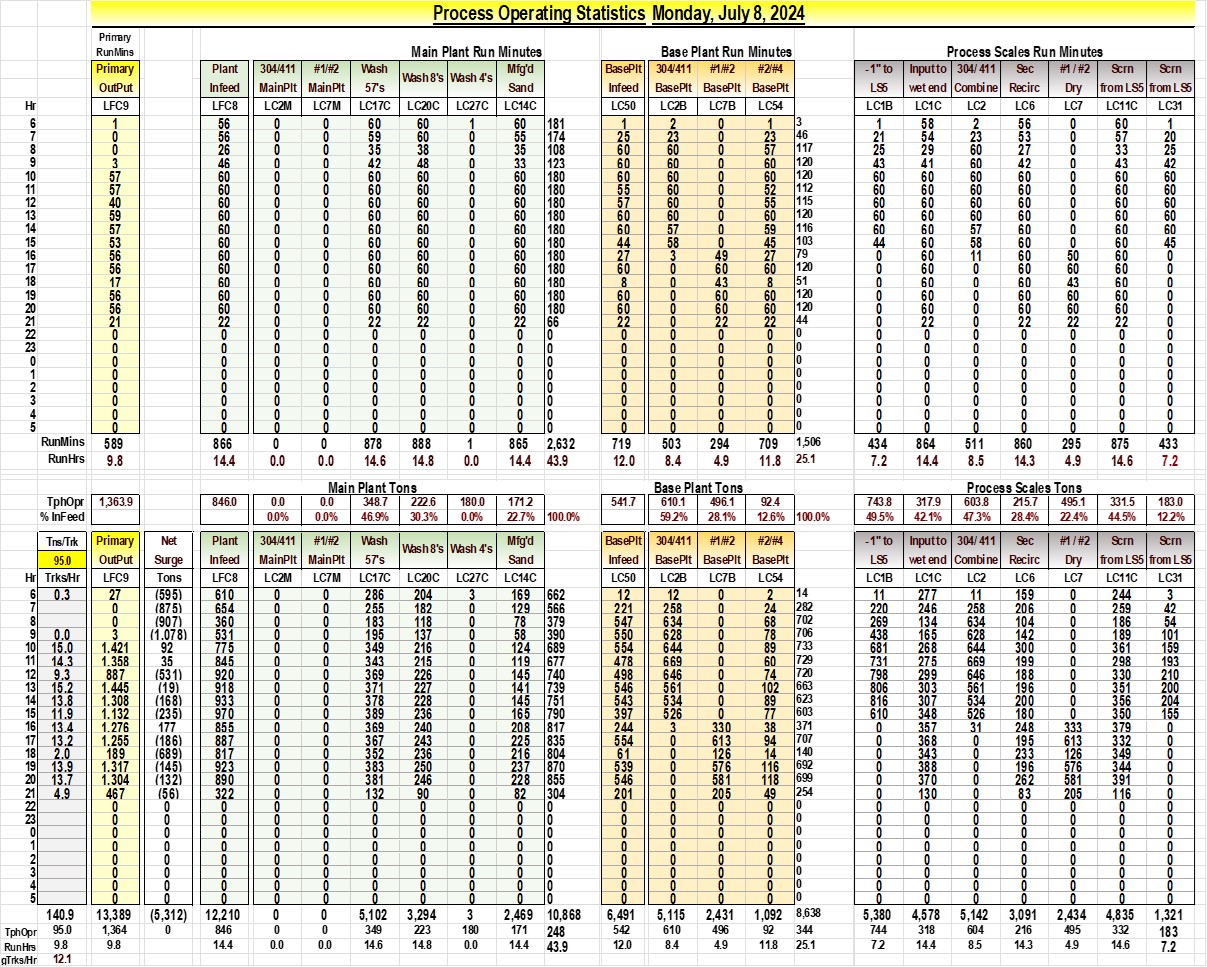 Process Operating Statistics Monday, July 8, 2024
Primary
RunMins Main Plant Run Minutes Base Plant Run Minutes Process Scales Run Minutes
Primary Plant 304/411 #1/#2 Wash Wash 8's Wash 4's Mfg'd BasePlt 304/411 #1/#2 #2/#4 -1" to Input to 304/ 411 Sec #1 / #2 Scrn Scrn
OutPut Infeed MainPlt MainPlt 57's Sand Infeed BasePlt BasePlt BasePlt LS5 wet end Combine Recirc Dry from LS5 from LS5
Hr LFC9 LFC8 LC2M LC7M LC17C LC20C LC27C LC14C LC50 LC2B LC7B LC54 LC1B LC1C LC2 LC6 LC7 LC11C LC31
6 1 56 0 0 60 60 1 60 181 1 2 0 1 3 1 58 2 56 0 60 1
7 0 56 0 0 59 60 0 55 174 25 23 0 23 46 21 54 23 53 0 57 20
8 0 26 0 0 35 38 0 35 108 60 60 0 57 117 25 29 60 27 0 33 25
9 3 46 0 0 42 48 0 33 123 60 60 0 60 120 43 41 60 42 0 43 42
10 57 60 0 0 60 60 0 60 180 60 60 0 60 120 60 60 60 60 0 60 60
11 57 60 0 0 60 60 0 60 180 55 60 0 52 112 60 60 60 60 0 60 60
12 40 60 0 0 60 60 0 60 180 57 60 0 55 115 60 60 60 60 0 60 60
13 59 60 0 0 60 60 0 60 180 60 60 0 60 120 60 60 60 60 0 60 60
14 57 60 0 0 60 60 0 60 180 60 57 0 59 116 60 60 57 60 0 60 60
15 53 60 0 0 60 60 0 60 180 44 58 0 45 103 44 60 58 60 0 60 45
16 56 60 0 0 60 60 0 60 180 27 3 49 27 79 0 60 11 60 50 60 0
17 56 60 0 0 60 60 0 60 180 60 0 60 60 120 0 60 0 60 60 60 0
18 17 60 0 0 60 60 0 60 180 8 0 43 8 51 0 60 0 60 43 60 0
19 56 60 0 0 60 60 0 60 180 60 0 60 60 120 0 60 0 60 60 60 0
20 56 60 0 0 60 60 0 60 180 60 0 60 60 120 0 60 0 60 60 60 0
21 21 22 0 0 22 22 0 22 66 22 0 22 22 44 0 22 0 22 22 22 0
22 0 0 0 0 0 0 0 0 0 0 0 0 0 0 0 0 0 0 0 0 0
23 0 0 0 0 0 0 0 0 0 0 0 0 0 0 0 0 0 0 0 0 0
0 0 0 0 0 0 0 0 0 0 0 0 0 0 0 0 0 0 0 0 0 0
1 0 0 0 0 0 0 0 0 0 0 0 0 0 0 0 0 0 0 0 0 0
2 0 0 0 0 0 0 0 0 0 0 0 0 0 0 0 0 0 0 0 0 0
3 0 0 0 0 0 0 0 0 0 0 0 0 0 0 0 0 0 0 0 0 0
4 0 0 0 0 0 0 0 0 0 0 0 0 0 0 0 0 0 0 0 0 0
5 0 0 0 0 0 0 0 0 0 0 0 0 0 0 0 0 0 0 0 0 0
RunMins 589 866 0 0 878 888 1 865 2,632 719 503 294 709 1,506 434 864 511 860 295 875 433
RunHrs 9.8 14.4 0.0 0.0 14.6 14.8 0.0 14.4 43.9 12.0 8.4 4.9 11.8 25.1 7.2 14.4 8.5 14.3 4.9 14.6 7.2
Main Plant Tons Base Plant Tons Process Scales Tons
TphOpr 1,363.9 846.0 0.0 0.0 348.7 222.6 180.0 171.2 541.7 610.1 496.1 92.4 743.8 317.9 603.8 215.7 495.1 331.5 183.0
% InFeed 0.0% 0.0% 46.9% 30.3% 0.0% 22.7% 100.0% 59.2% 28.1% 12.6% 100.0% 49.5% 42.1% 47.3% 28.4% 22.4% 44.5% 12.2%
Tns/Trk Primary Net Plant 304/411 #1/#2 Wash Wash 8's Wash 4's Mfg'd BasePlt 304/411 #1/#2 #2/#4 -1" to Input to 304/ 411 Sec #1 / #2 Scrn Scrn
95.0 OutPut Surge Infeed MainPlt MainPlt 57's Sand Infeed BasePlt BasePlt BasePlt LS5 wet end Combine Recirc Dry from LS5 from LS5
Hr Trks/Hr LFC9 Tons LFC8 LC2M LC7M LC17C LC20C LC27C LC14C LC50 LC2B LC7B LC54 LC1B LC1C LC2 LC6 LC7 LC11C LC31
6 0.3 27 (595) 610 0 0 286 204 3 169 662 12 12 0 2 14 11 277 11 159 0 244 3
7 0 (875) 654 0 0 255 182 0 129 566 221 258 0 24 282 220 246 258 206 0 259 42
8 0 (907) 360 0 0 183 118 0 78 379 547 634 0 68 702 269 134 634 104 0 186 54
9 0.0 3 (1,078) 531 0 0 195 137 0 58 390 550 628 0 78 706 438 165 628 142 0 189 101
10 15.0 1,421 92 775 0 0 349 216 0 124 689 554 644 0 89 733 681 268 644 300 0 361 159
11 14.3 1,358 35 845 0 0 343 215 0 119 677 478 669 0 60 729 731 275 669 199 0 298 193
12 9.3 887 (531) 920 0 0 369 226 0 145 740 498 646 0 74 720 798 299 646 188 0 330 210
13 15.2 1,445 (19) 918 0 0 371 227 0 141 739 546 561 0 102 663 806 303 561 196 0 351 200
14 13.8 1,308 (168) 933 0 0 378 228 0 145 751 543 534 0 89 623 816 307 534 200 0 356 204
15 11.9 1,132 (235) 970 0 0 389 236 0 165 790 397 526 0 77 603 610 348 526 180 0 350 155
16 13.4 1,276 177 855 0 0 369 240 0 208 817 244 3 330 38 371 0 357 31 248 333 379 0
17 13.2 1,255 (186) 887 0 0 367 243 0 225 835 554 0 613 94 707 0 368 0 195 613 332 0
18 2.0 189 (689) 817 0 0 352 236 0 216 804 61 0 126 14 140 0 343 0 233 126 349 0
19 13.9 1,317 (145) 923 0 0 383 250 0 237 870 539 0 576 116 692 0 388 0 196 576 344 0
20 13.7 1,304 (132) 890 0 0 381 246 0 228 855 546 0 581 118 699 0 370 0 262 581 391 0
21 4.9 467 (56) 322 0 0 132 90 0 82 304 201 0 205 49 254 0 130 0 83 205 116 0
22 0 0 0 0 0 0 0 0 0 0 0 0 0 0 0 0 0 0 0 0 0 0
23 0 0 0 0 0 0 0 0 0 0 0 0 0 0 0 0 0 0 0 0 0 0
0 0 0 0 0 0 0 0 0 0 0 0 0 0 0 0 0 0 0 0 0 0 0
1 0 0 0 0 0 0 0 0 0 0 0 0 0 0 0 0 0 0 0 0 0 0
2 0 0 0 0 0 0 0 0 0 0 0 0 0 0 0 0 0 0 0 0 0 0
3 0 0 0 0 0 0 0 0 0 0 0 0 0 0 0 0 0 0 0 0 0 0
4 0 0 0 0 0 0 0 0 0 0 0 0 0 0 0 0 0 0 0 0 0 0
5 0 0 0 0 0 0 0 0 0 0 0 0 0 0 0 0 0 0 0 0 0 0
140.9 13,389 (5,312) 12,210 0 0 5,102 3,294 3 2,469 10,868 6,491 5,115 2,431 1,092 8,638 5,380 4,578 5,142 3,091 2,434 4,835 1,321
TphOpr 95.0 1,364 0 846 0 0 349 223 180 171 248 542 610 496 92 344 744 318 604 216 495 332 183
RunHrs 9.8 9.8 14.4 0.0 0.0 14.6 14.8 0.0 14.4 43.9 12.0 8.4 4.9 11.8 25.1 7.2 14.4 8.5 14.3 4.9 14.6 7.2
gTrks/Hr 12.1